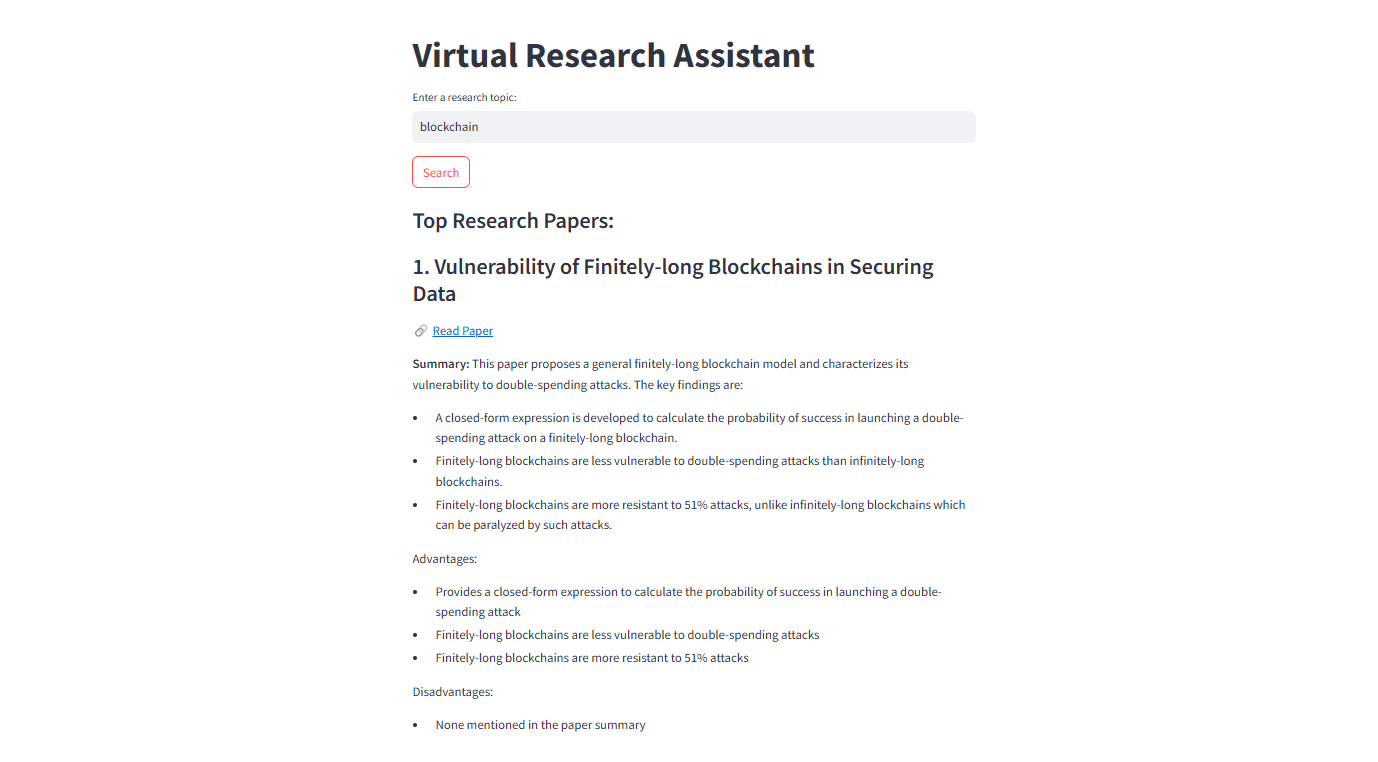 Virtual Research Assistant
Enter a research topic:
blockchain
Search
Top Research Papers:
1. Vulnerability of Finitely-long Blockchains in Securing
Data
Read Paper
Summary: This paper proposes a general finitely-long blockchain model and characterizes its
vulnerability to double-spending attacks. The key findings are:
• A closed-form expression is developed to calculate the probability of success in launching a double-
spending attack on a finitely-long blockchain.
• Finitely-long blockchains are less vulnerable to double-spending attacks than infinitely-long
blockchains.
• Finitely-long blockchains are more resistant to 51% attacks, unlike infinitely-long blockchains which
can be paralyzed by such attacks.
Advantages:
• Provides a closed-form expression to calculate the probability of success in launching a double-
spending attack
• Finitely-long blockchains are less vulnerable to double-spending attacks
• Finitely-long blockchains are more resistant to 51% attacks
Disadvantages:
• None mentioned in the paper summary